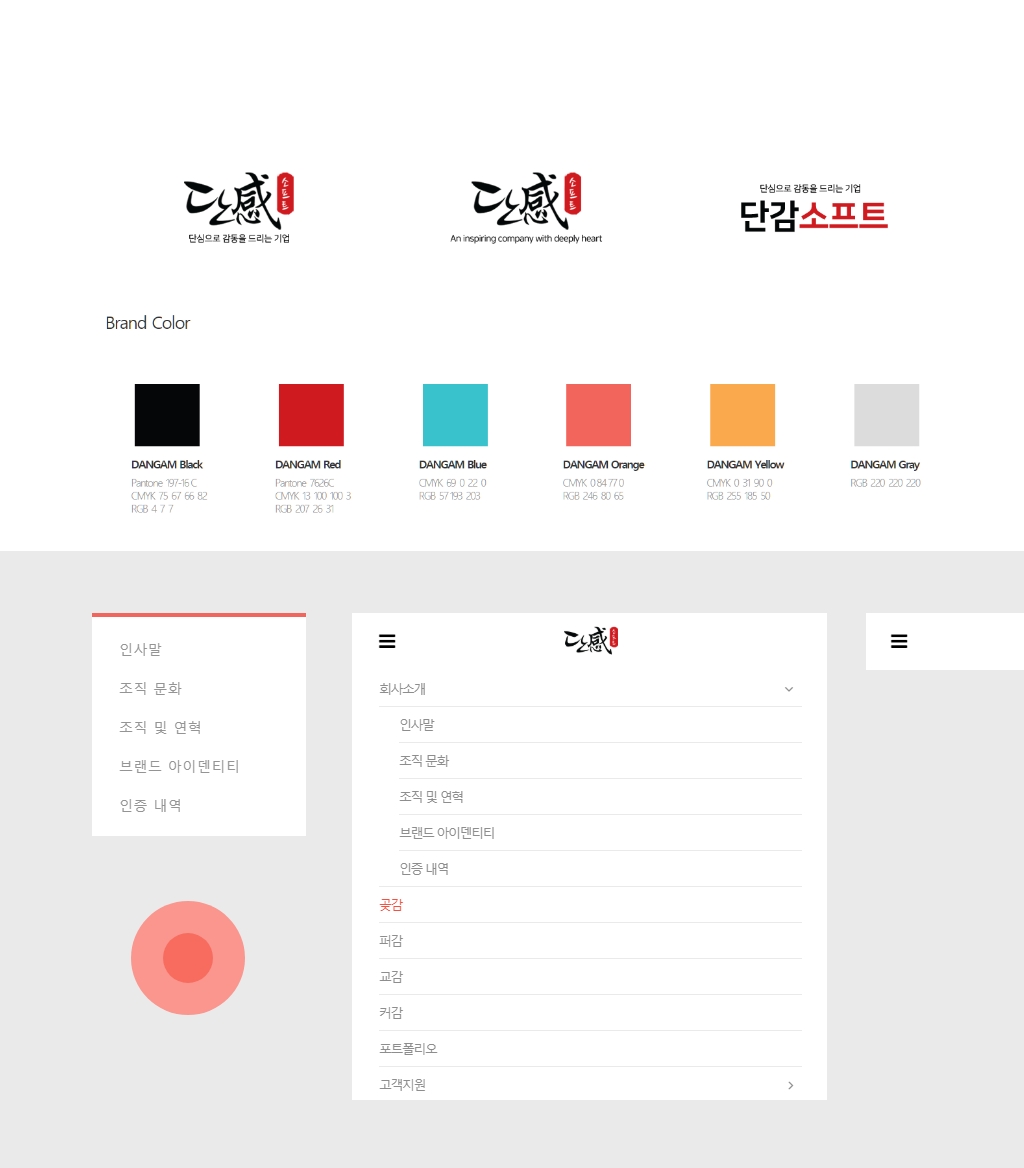 단感 소프트
단심으로 감동을 드리는 기업
단感 소프트
An inspiring company with deeply heart
단심으로 감동을 드리는 기업
단감소프트
Brand Color
DANGAM Black
Pantone 197-16 C
CMYK 75 67 66 82
RGB 4 7 7
DANGAM Red
Pantone 7626C
CMYK 13 100 100 3
RGB 207 26 31
DANGAM Blue
CMYK 69 0 22 0
RGB 57 193 203
DANGAM Orange
CMYK 0 84 77 0
RGB 246 80 65
DANGAM Yellow
CMYK 0 31 90 0
RGB 255 185 50
DANGAM Gray
RGB 220 220 220
인사말
조직 문화
조직 및 연혁
브랜드 아이덴티티
인증 내역
단感 소프트
회사소개
인사말
조직 문화
조직 및 연혁
브랜드 아이덴티티
인증 내역
곶감
퍼감
교감
커감
포트폴리오
고객지원